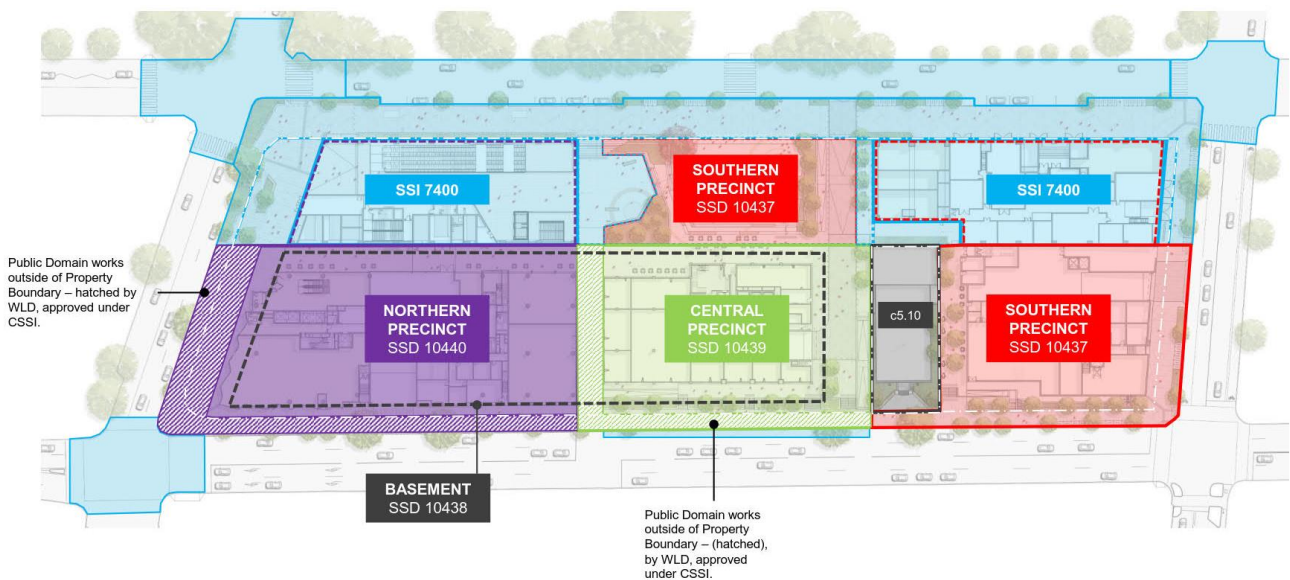 SOUTHERN
PRECINCT
SSD 10437
SSI 7400
SSI 7400
Public Domain works
outside of Property
Boundary – hatched by
WLD, approved under
CSSI.
NORTHERN
PRECINCT
SSD 10440
CENTRAL
PRECINCT
SSD 10439
c5.10
SOUTHERN
PRECINCT
SSD 10437
BASEMENT
SSD 10438
Public Domain works
outside of Property
Boundary – (hatched),
by WLD, approved
under CSSI.